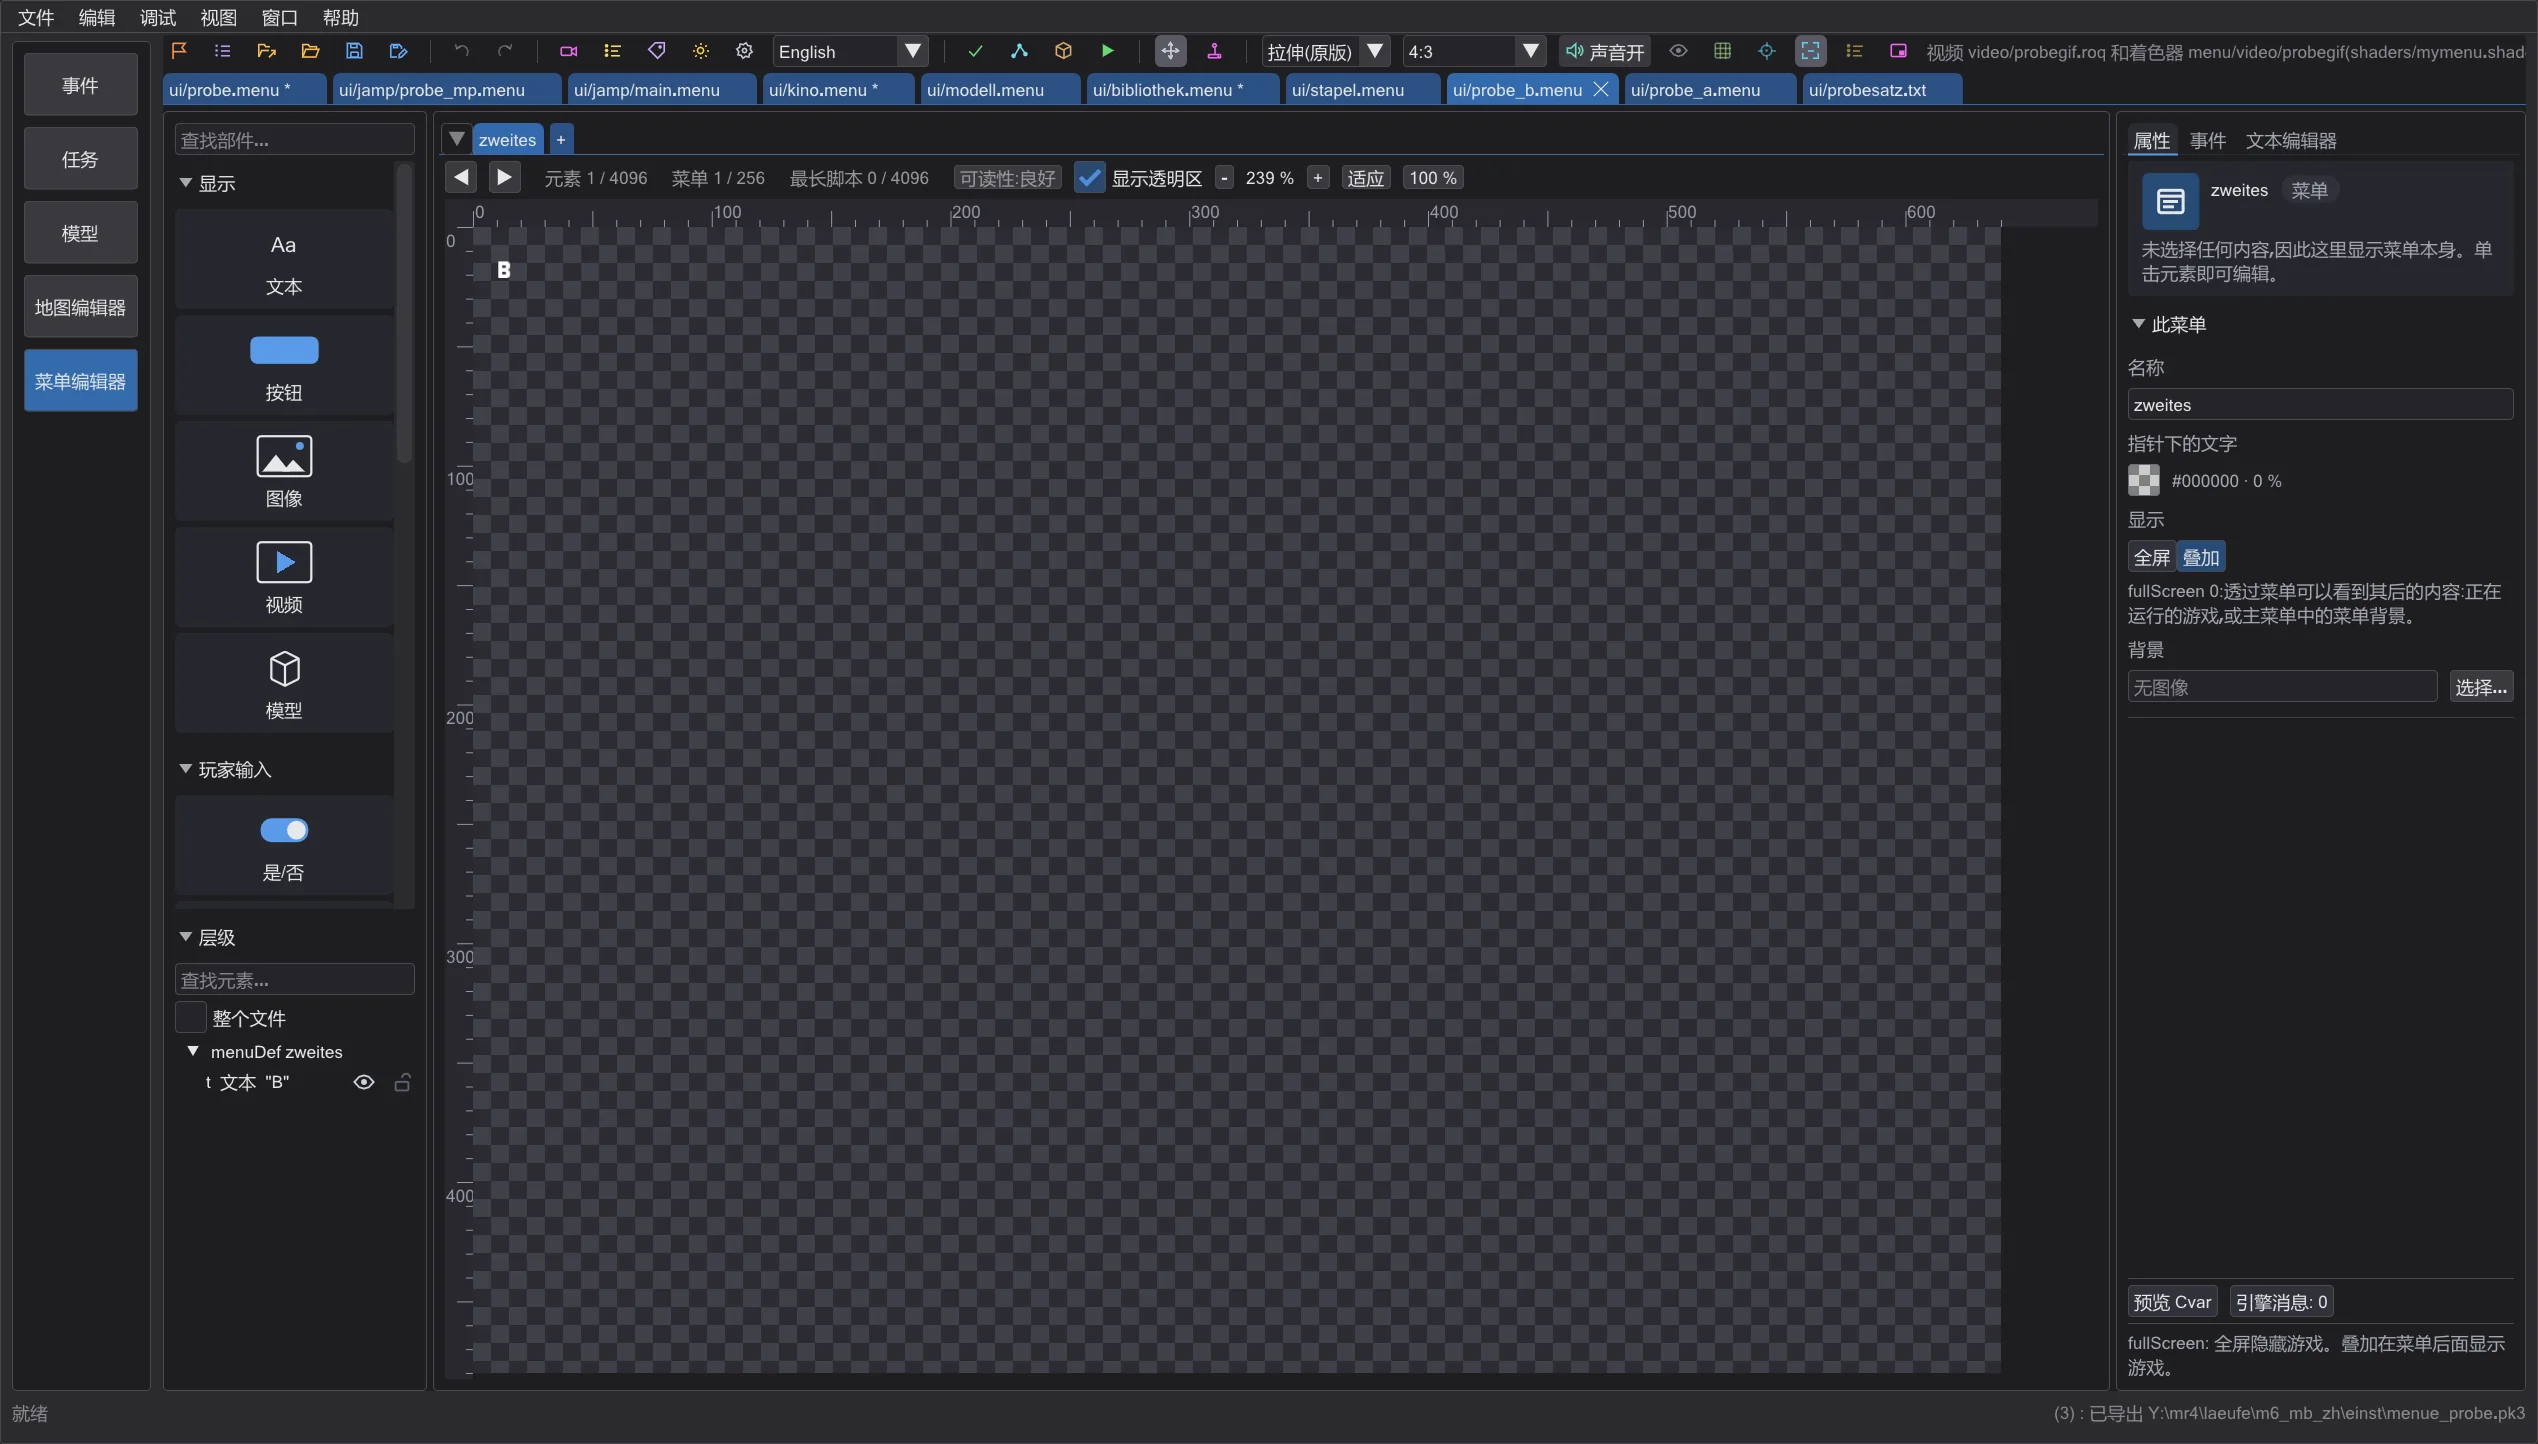 文件 编辑 调试 视图 窗口 帮助
English 拉伸(原版) 4:3 声音开 视频 video/probegif.roq 和着色器 menu/video/probegif(shaders/mymenu.shad
ui/probe.menu * ui/jamp/probe_mp.menu ui/jamp/main.menu ui/kino.menu * ui/modell.menu ui/bibliothek.menu * ui/stapel.menu ui/probe_b.menu ui/probe_a.menu ui/probesatz.txt
事件
任务
模型
地图编辑器
菜单编辑器
查找部件...
显示
Aa
文本
按钮
图像
视频
模型
玩家输入
是/否
层级
查找元素...
整个文件
menuDef zweites
t 文本 "B"
zweites +
元素 1 / 4096 菜单 1 / 256 最长脚本 0 / 4096 可读性:良好 显示透明区 - 239 % + 适应 100 %
0 100 200 300 400 500 600
0
B
100
200
300
400
属性 事件 文本编辑器
zweites 菜单
未选择任何内容,因此这里显示菜单本身。单
击元素即可编辑。
此菜单
名称
zweites
指针下的文字
#000000 · 0 %
显示
全屏 叠加
fullScreen 0:透过菜单可以看到其后的内容:正在
运行的游戏,或主菜单中的菜单背景。
背景
无图像 选择...
预览 Cvar 引擎消息: 0
fullScreen: 全屏隐藏游戏。叠加在菜单后面显示
游戏。
就绪 (3) : 已导出 Y:\mr4\laeufe\m6_mb_zh\einst\menue_probe.pk3